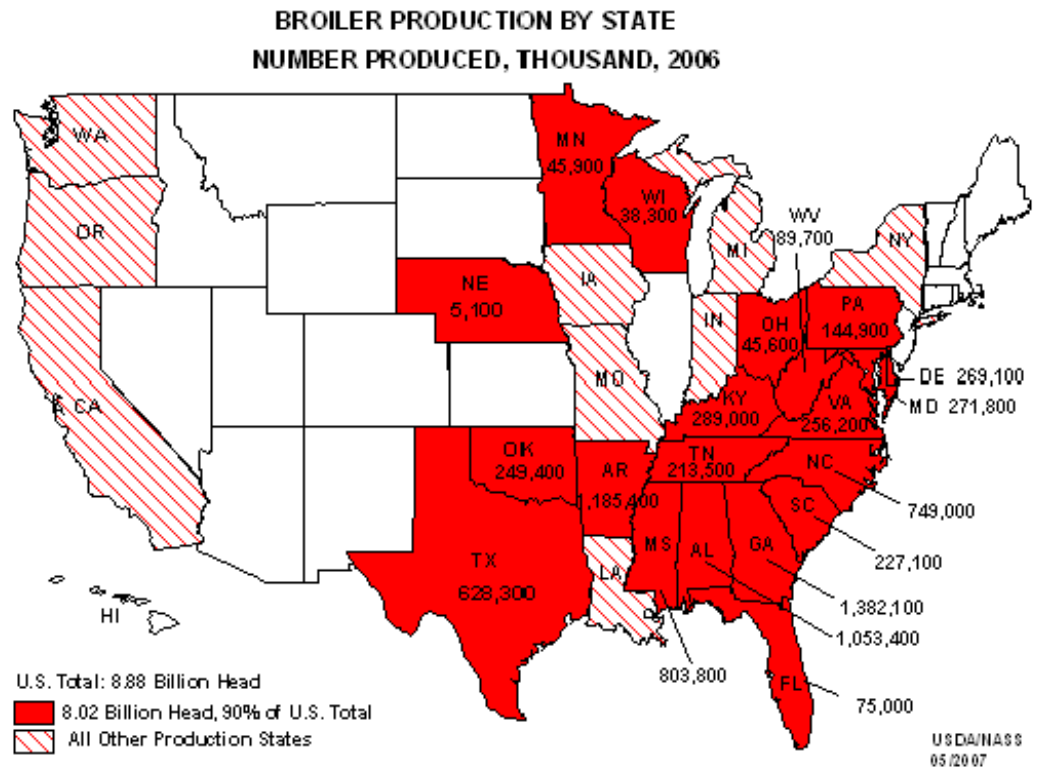 BROILER PRODUCTION BY STATE
NUMBER PRODUCED, THOUSAND, 2006
WA
OR
CA
HI
MN
45,900
WI
38,300
WV
89,700
MI
NY
NE
5,100
IA
IN
OH
45,600
PA
144,900
MO
DE 269,100
MD 271,800
KY
289,000
VA
256,200
OK
249,400
AR
1,185,400
TN
213,500
NC
749,000
SC
227,100
TX
628,300
LA
MS
AL
GA
1,382,100
1,053,400
803,800
FL
75,000
U.S. Total: 8.88 Billion Head
8.02 Billion Head, 90% of U.S. Total
All Other Production States
USDA/NASS
05/2007